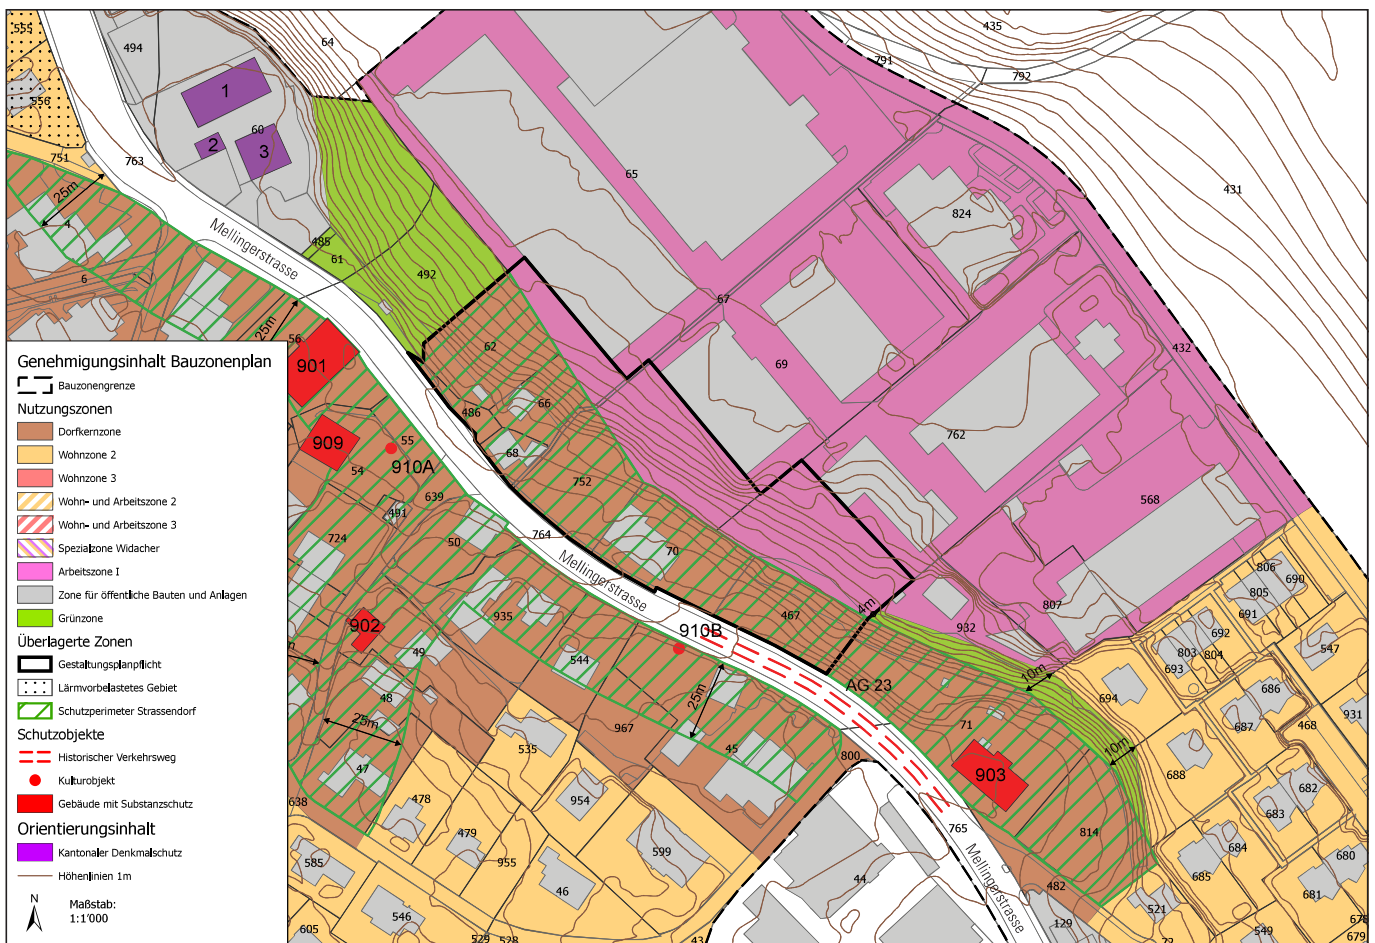 555
494
64
435
791
792
1
556
60
2
3
751
763
65
431
25m
4
824
Mellingerstrasse
485
61
6
492
67
25m
56
62
432
901
69
66
486
909
55
68
762
910A
54
752
639
568
491
764
724
50
70
Mellingerstrasse
806
690
805
691
807
4m
935
467
932
902
910B
692
803
804
547
693
49
544
10m
AG 23
694
686
48
25m
25m
687
468
931
71
967
535
45
10m
800
688
47
903
638
478
954
682
683
765
814
479
599
684
680
585
955
Mellingerstrasse
44
685
46
482
681
546
129
521
605
529
528
43
72
549
679
Genehmigungsinhalt Bauzonenplan
Bauzonengrenze
Nutzungszonen
Dorfkernzone
Wohnzone 2
Wohnzone 3
Wohn- und Arbeitszone 2
Wohn- und Arbeitszone 3
Spezialzone Widacher
Arbeitszone I
Zone für öffentliche Bauten und Anlagen
Grünzone
Überlagerte Zonen
Gestaltungsplanpflicht
Lärmvorbelastetes Gebiet
Schutzperimeter Strassendorf
Schutzobjekte
Historischer Verkehrsweg
Kulturobjekt
Gebäude mit Substanzschutz
Orientierungsinhalt
Kantonaler Denkmalschutz
Höhenlinien 1m
N
Maßstab:
1:1'000